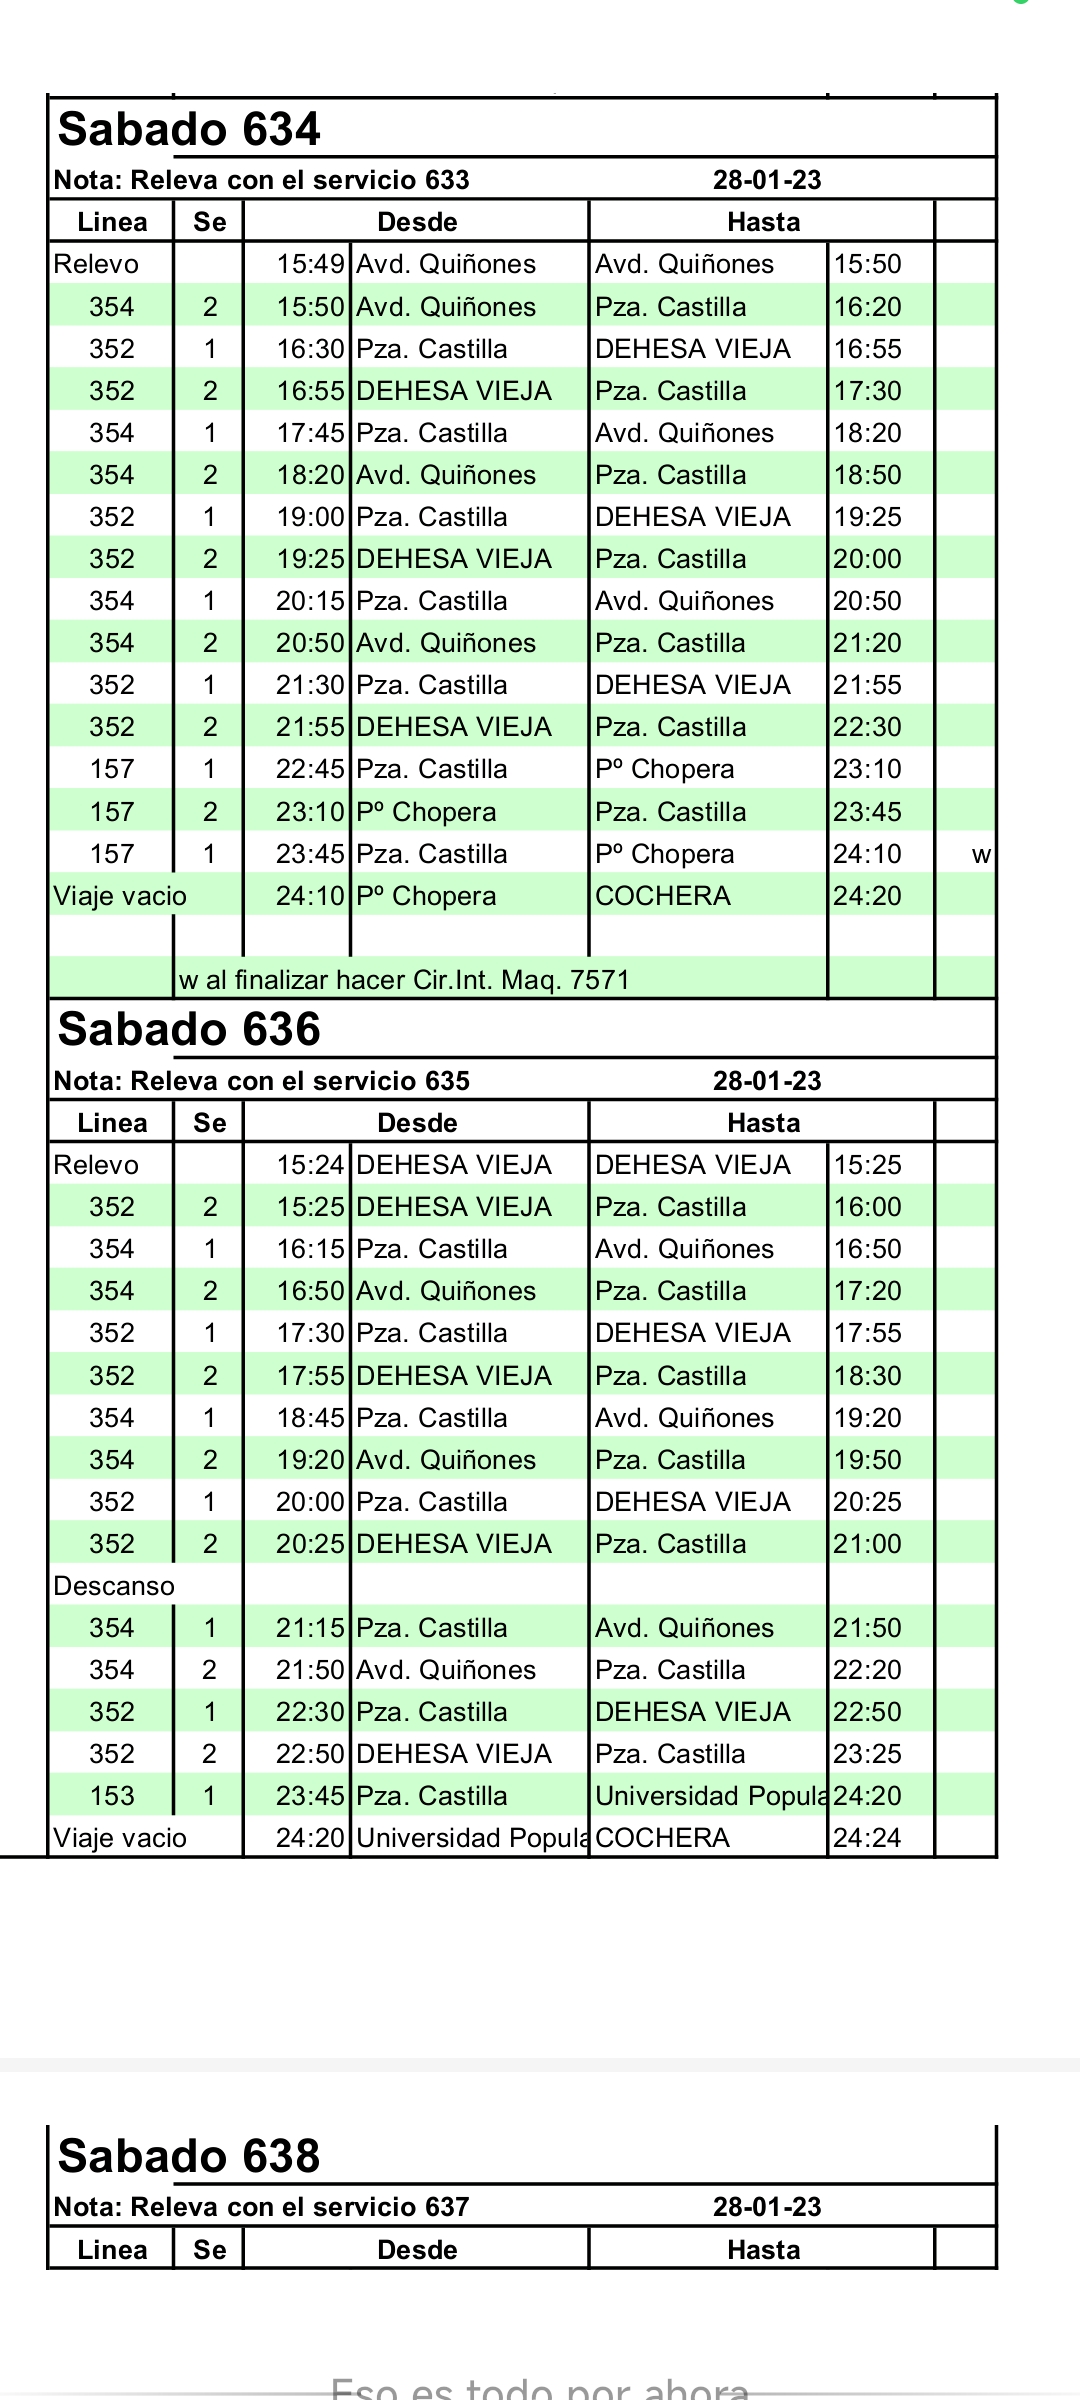 Sabado 634
Nota: Releva con el servicio 633 28-01-23
Linea Se Desde Hasta
Relevo 15:49 Avd. Quiñones Avd. Quiñones 15:50
354 2 15:50 Avd. Quiñones Pza. Castilla 16:20
352 1 16:30 Pza. Castilla DEHESA VIEJA 16:55
352 2 16:55 DEHESA VIEJA Pza. Castilla 17:30
354 1 17:45 Pza. Castilla Avd. Quiñones 18:20
354 2 18:20 Avd. Quiñones Pza. Castilla 18:50
352 1 19:00 Pza. Castilla DEHESA VIEJA 19:25
352 2 19:25 DEHESA VIEJA Pza. Castilla 20:00
354 1 20:15 Pza. Castilla Avd. Quiñones 20:50
354 2 20:50 Avd. Quiñones Pza. Castilla 21:20
352 1 21:30 Pza. Castilla DEHESA VIEJA 21:55
352 2 21:55 DEHESA VIEJA Pza. Castilla 22:30
157 1 22:45 Pza. Castilla Pº Chopera 23:10
157 2 23:10 Pº Chopera Pza. Castilla 23:45
157 1 23:45 Pza. Castilla Pº Chopera 24:10 w
Viaje vacio 24:10 Pº Chopera COCHERA 24:20
w al finalizar hacer Cir.Int. Maq. 7571
Sabado 636
Nota: Releva con el servicio 635 28-01-23
Linea Se Desde Hasta
Relevo 15:24 DEHESA VIEJA DEHESA VIEJA 15:25
352 2 15:25 DEHESA VIEJA Pza. Castilla 16:00
354 1 16:15 Pza. Castilla Avd. Quiñones 16:50
354 2 16:50 Avd. Quiñones Pza. Castilla 17:20
352 1 17:30 Pza. Castilla DEHESA VIEJA 17:55
352 2 17:55 DEHESA VIEJA Pza. Castilla 18:30
354 1 18:45 Pza. Castilla Avd. Quiñones 19:20
354 2 19:20 Avd. Quiñones Pza. Castilla 19:50
352 1 20:00 Pza. Castilla DEHESA VIEJA 20:25
352 2 20:25 DEHESA VIEJA Pza. Castilla 21:00
Descanso
354 1 21:15 Pza. Castilla Avd. Quiñones 21:50
354 2 21:50 Avd. Quiñones Pza. Castilla 22:20
352 1 22:30 Pza. Castilla DEHESA VIEJA 22:50
352 2 22:50 DEHESA VIEJA Pza. Castilla 23:25
153 1 23:45 Pza. Castilla Universidad Popula 24:20
Viaje vacio 24:20 Universidad Popula COCHERA 24:24
Sabado 638
Nota: Releva con el servicio 637 28-01-23
Linea Se Desde Hasta
Eso es todo por ahora